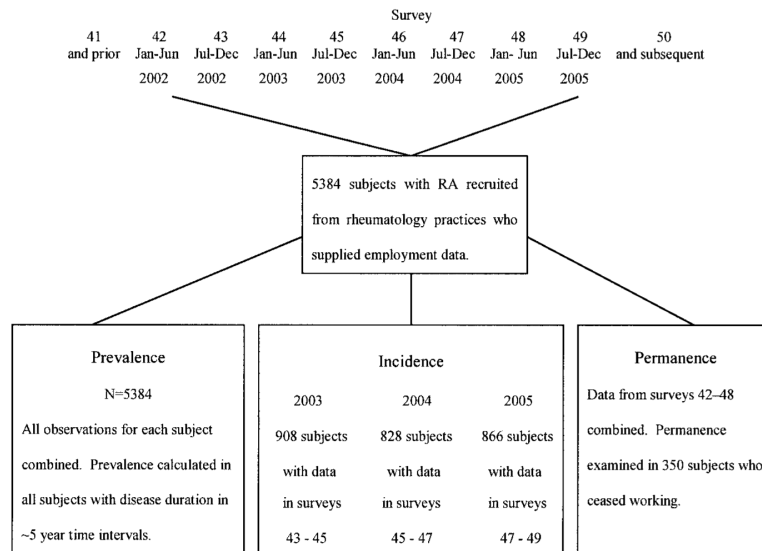 Survey
41 42 43 44 45 46 47 48 49 50
and prior Jan-Jun Jul-Dec Jan-Jun Jul-Dec Jan-Jun Jul-Dec Jan- Jun Jul-Dec and subsequent
2002 2002 2003 2003 2004 2004 2005 2005
5384 subjects with RA recruited
from rheumatology practices who
supplied employment data.
Prevalence
N=5384
All observations for each subject
combined. Prevalence calculated in
all subjects with disease duration in
~5 year time intervals.
Incidence
2003 2004 2005
908 subjects 828 subjects 866 subjects
with data with data with data
in surveys in surveys in surveys
43 - 45 45 - 47 47 - 49
Permanence
Data from surveys 42–48
combined. Permanence
examined in 350 subjects who
ceased working.